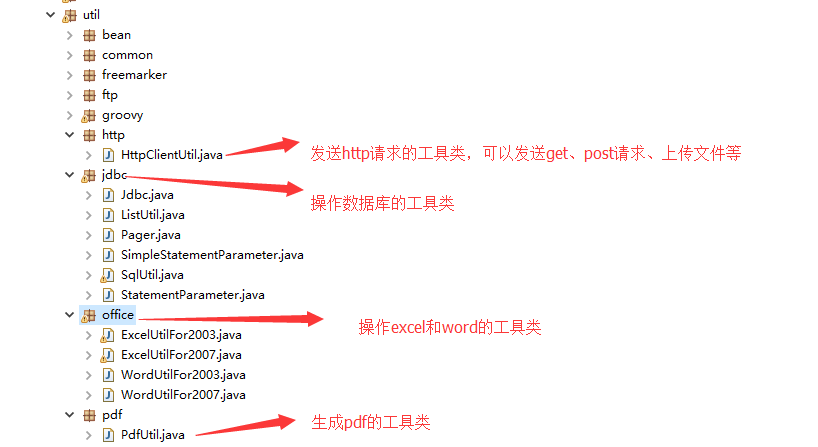 util
bean
common
freemarker
ftp
groovy
http
HttpClientUtil.java
发送http请求的工具类，可以发送get、post请求、上传文件等
jdbc
Jdbc.java
操作数据库的工具类
ListUtil.java
Pager.java
SimpleStatementParameter.java
SqlUtil.java
StatementParameter.java
office
操作excel和word的工具类
ExcelUtilFor2003.java
ExcelUtilFor2007.java
WordUtilFor2003.java
WordUtilFor2007.java
pdf
生成pdf的工具类
PdfUtil.java